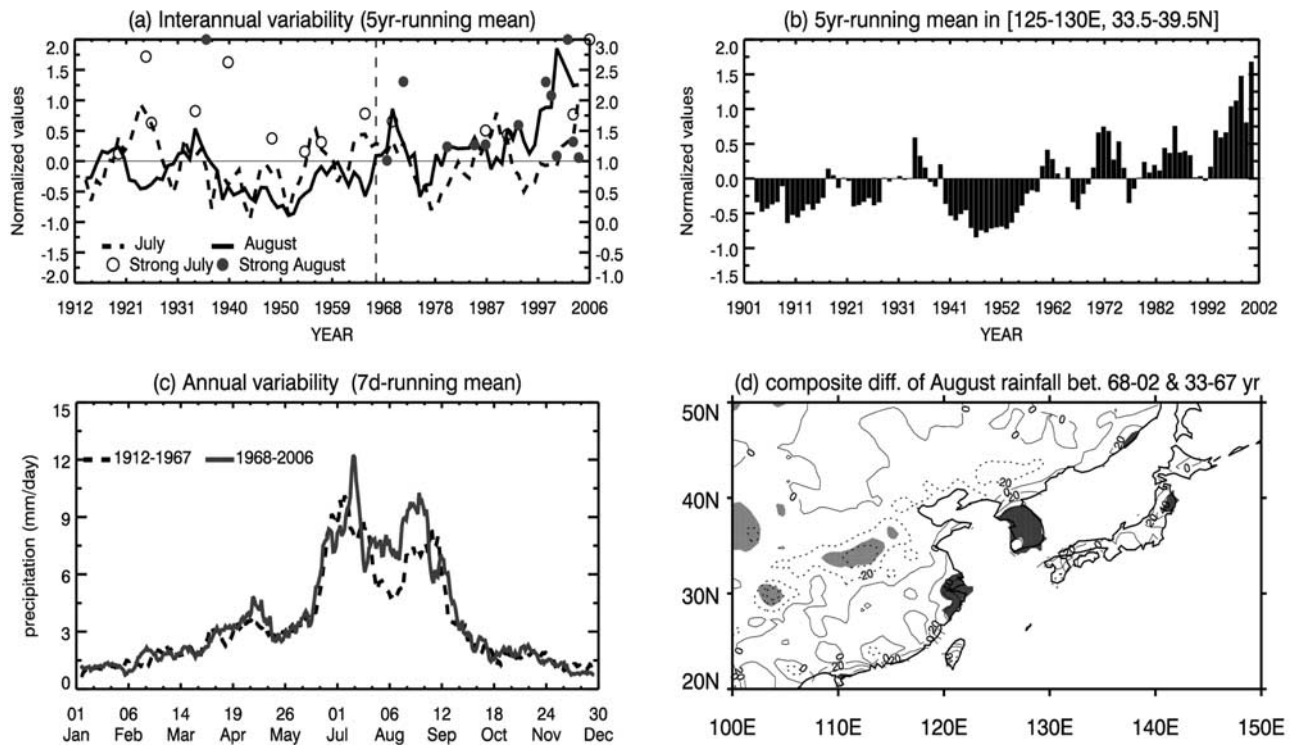 (a) Interannual variability (5yr-running mean)
2.0
1.5
1.0
0.5
0.0
-0.5
-1.0
-1.5
-2.0
Normalized values
3.0
2.5
2.0
1.5
1.0
0.5
0.0
-0.5
-1.0
July
August
Strong July
Strong August
1912 1921 1931 1940 1949 1959 1968 1978 1987 1997 2006
YEAR
(b) 5yr-running mean in [125-130E, 33.5-39.5N]
2.0
1.5
1.0
0.5
0.0
-0.5
-1.0
-1.5
Normalized values
1901 1911 1921 1931 1941 1952 1962 1972 1982 1992 2002
YEAR
(c) Annual variability (7d-running mean)
15
12
9
6
3
0
precipitation (mm/day)
1912-1967
1968-2006
01 06 14 19 26 01 06 12 18 24 30
Jan Feb Mar Apr May Jul Aug Sep Oct Nov Dec
(d) composite diff. of August rainfall bet. 68-02 & 33-67 yr
50N
40N
30N
20N
100E 110E 120E 130E 140E 150E